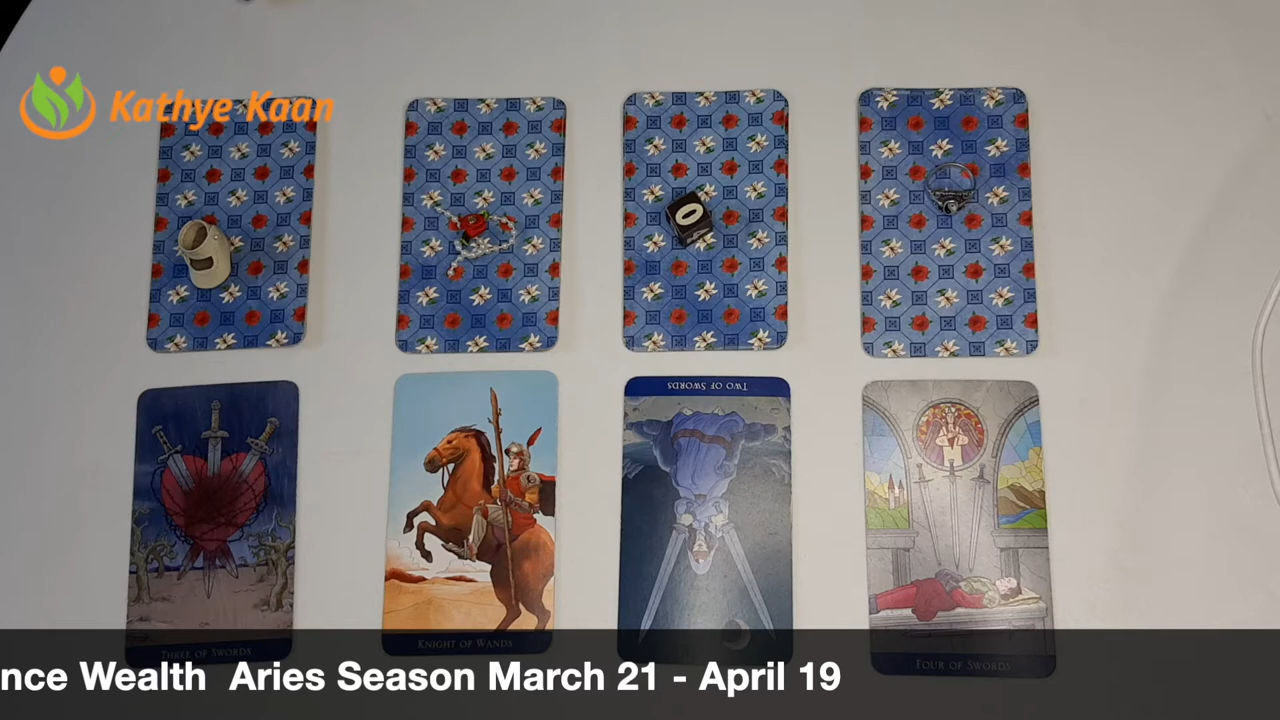 Kathye Kaan
TWO OF SWORDS
THREE OF SWORDS
KNIGHT OF WANDS
FOUR OF SWORDS
0
nce Wealth  Aries Season March 21 - April 19